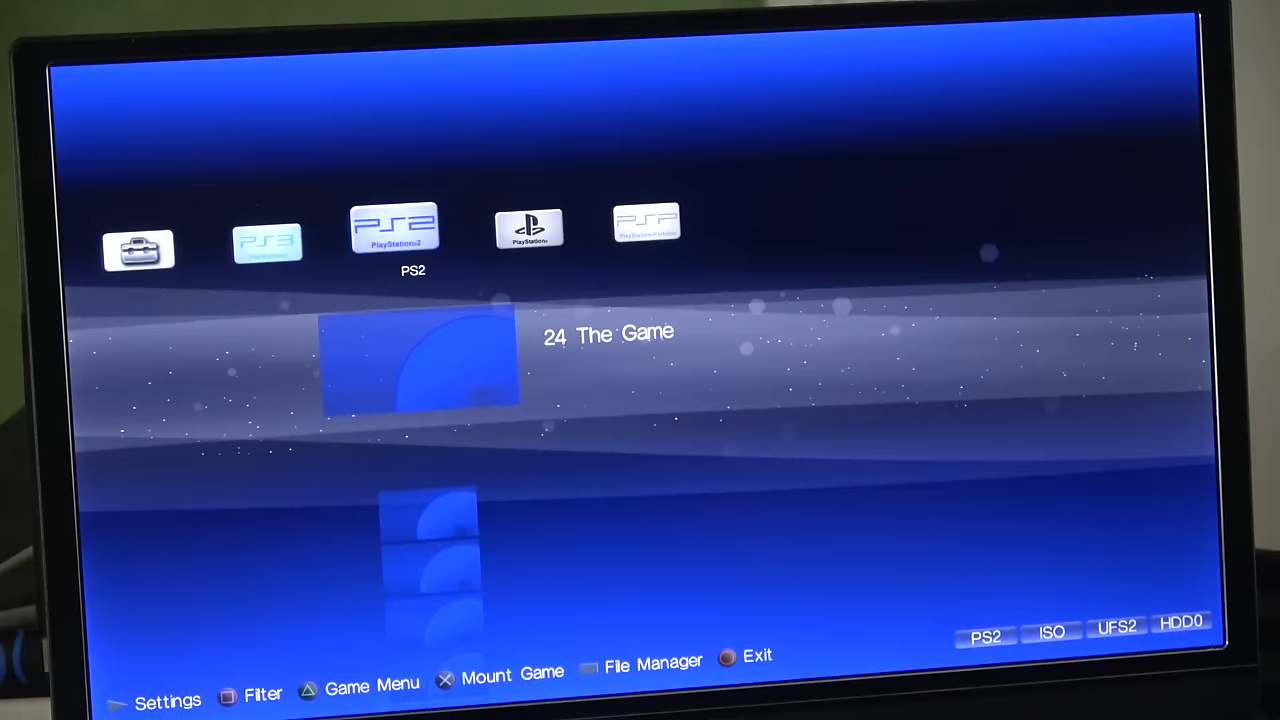 PS3
PS2
PlayStation®2
PlayStation®
PSP
PS2
24 The Game
PS2 ISO UFS2 HDD0
Settings Filter Game Menu Mount Game File Manager Exit